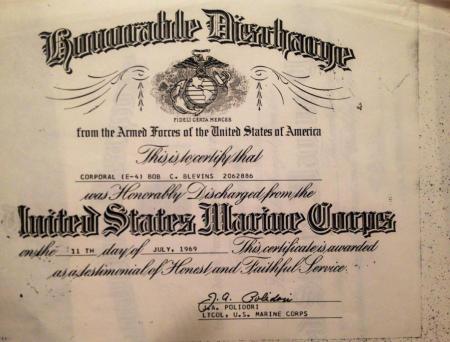 Honorable Discharge
FIDELI CERTA MERCES
from the Armed Forces of the United States of America
This is to certify that
CORPORAL (E-4) BOB C. BLEVINS 2062886
was Honorably Discharged from the
United States Marine Corps
on the 11 TH day of JULY, 1969 This certificate is awarded
as a testimonial of Honest and Faithful Service.
J. A. Polidori
J.A. POLIDORI
LTCOL, U.S. MARINE CORPS